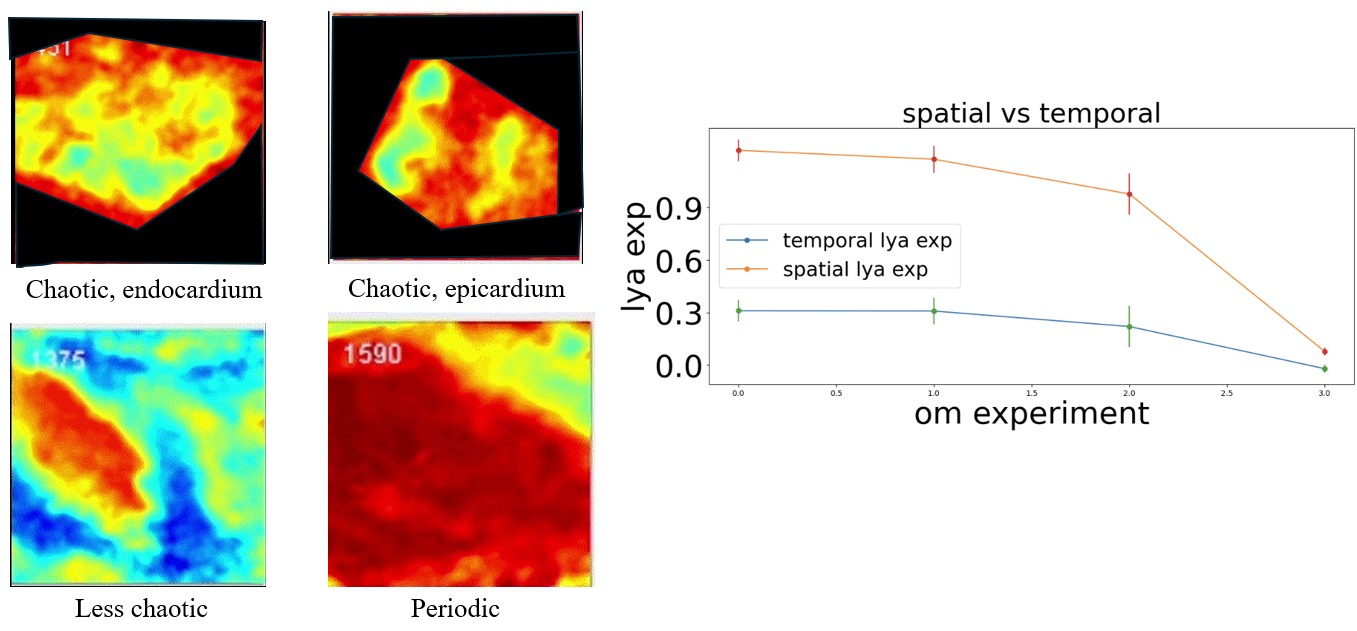 Chaotic, endocardium
Chaotic, epicardium
1375
1590
Less chaotic
Periodic
spatial vs temporal
lya exp
0.9
0.6
0.3
0.0
temporal lya exp
spatial lya exp
0.0 0.5 1.0 1.5 2.0 2.5 3.0
om experiment